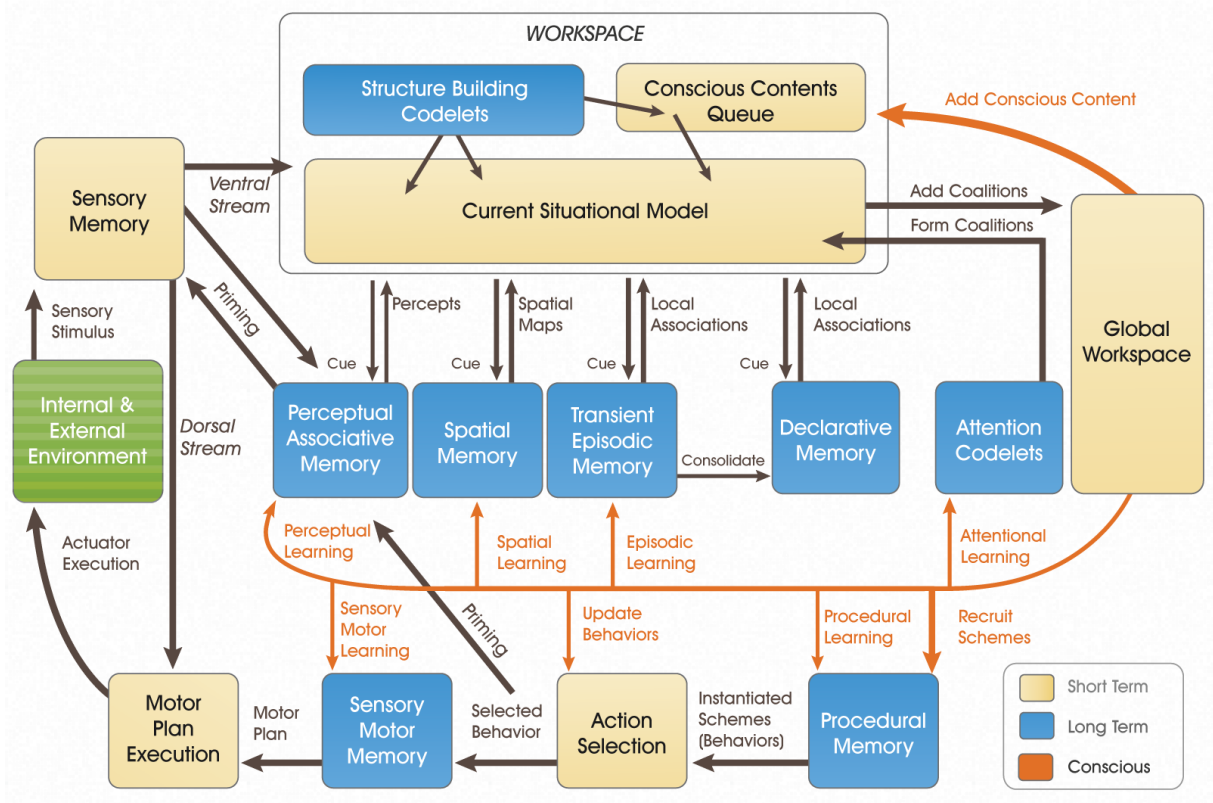 WORKSPACE
Structure Building
Codelets
Conscious Contents
Queue
Add Conscious Content
Sensory
Memory
Ventral
Stream
Current Situational Model
Add Coalitions
Form Coalitions
Global
Workspace
Priming
Percepts
Spatial
Maps
Local
Associations
Local
Associations
Sensory
Stimulus
Cue
Cue
Cue
Cue
Internal &
External
Environment
Dorsal
Stream
Perceptual
Associative
Memory
Spatial
Memory
Transient
Episodic
Memory
Consolidate
Declarative
Memory
Attention
Codelets
Actuator
Execution
Perceptual
Learning
Spatial
Learning
Episodic
Learning
Attentional
Learning
Sensory
Motor
Learning
Priming
Update
Behaviors
Procedural
Learning
Recruit
Schemes
Motor
Plan
Execution
Motor
Plan
Sensory
Motor
Memory
Selected
Behavior
Action
Selection
Instantiated
Schemes
(Behaviors)
Procedural
Memory
Short Term
Long Term
Conscious